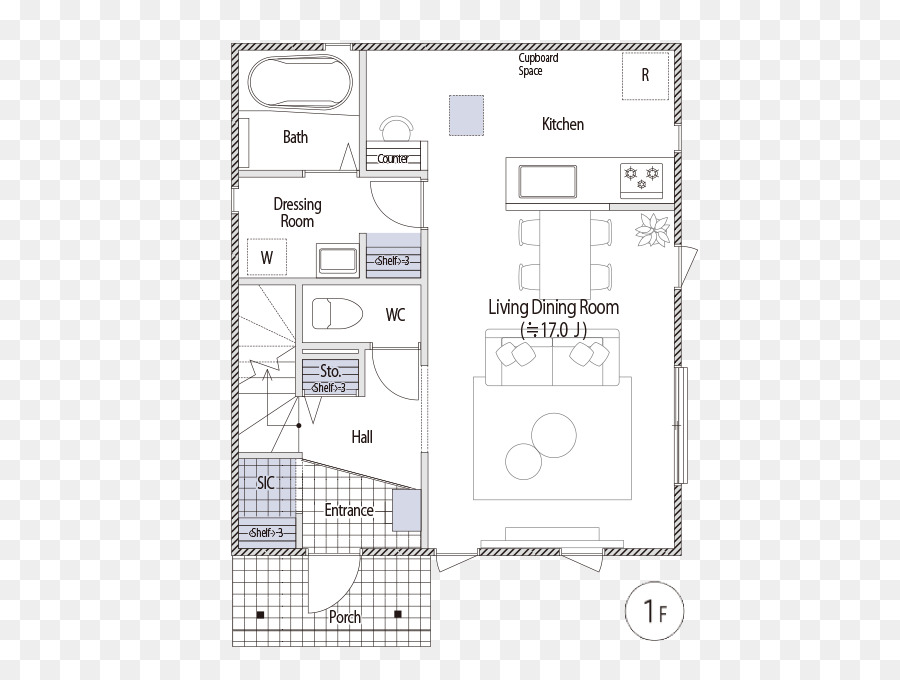 Cupboard
Space
R
Kitchen
Bath
Counter
Dressing
Room
W
<Shelf>-3
Living Dining Room
(≒17.0 J)
WC
Sto.
<Shelf>-3
Hall
SIC
Entrance
<Shelf>-3
Porch
1F